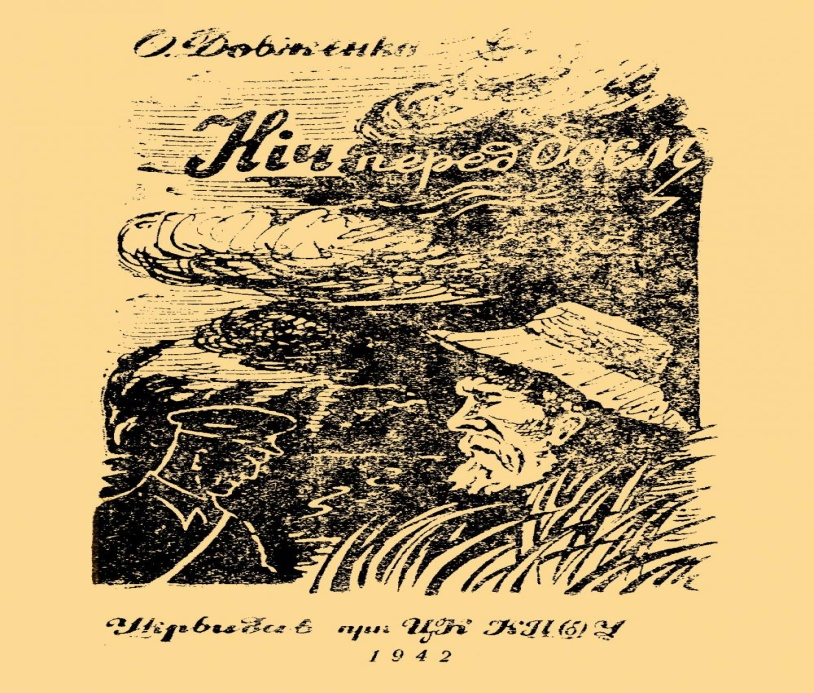 О. Довженко
Ніч перед боєм
Укрвидав при ЦК КП(б)У
1942